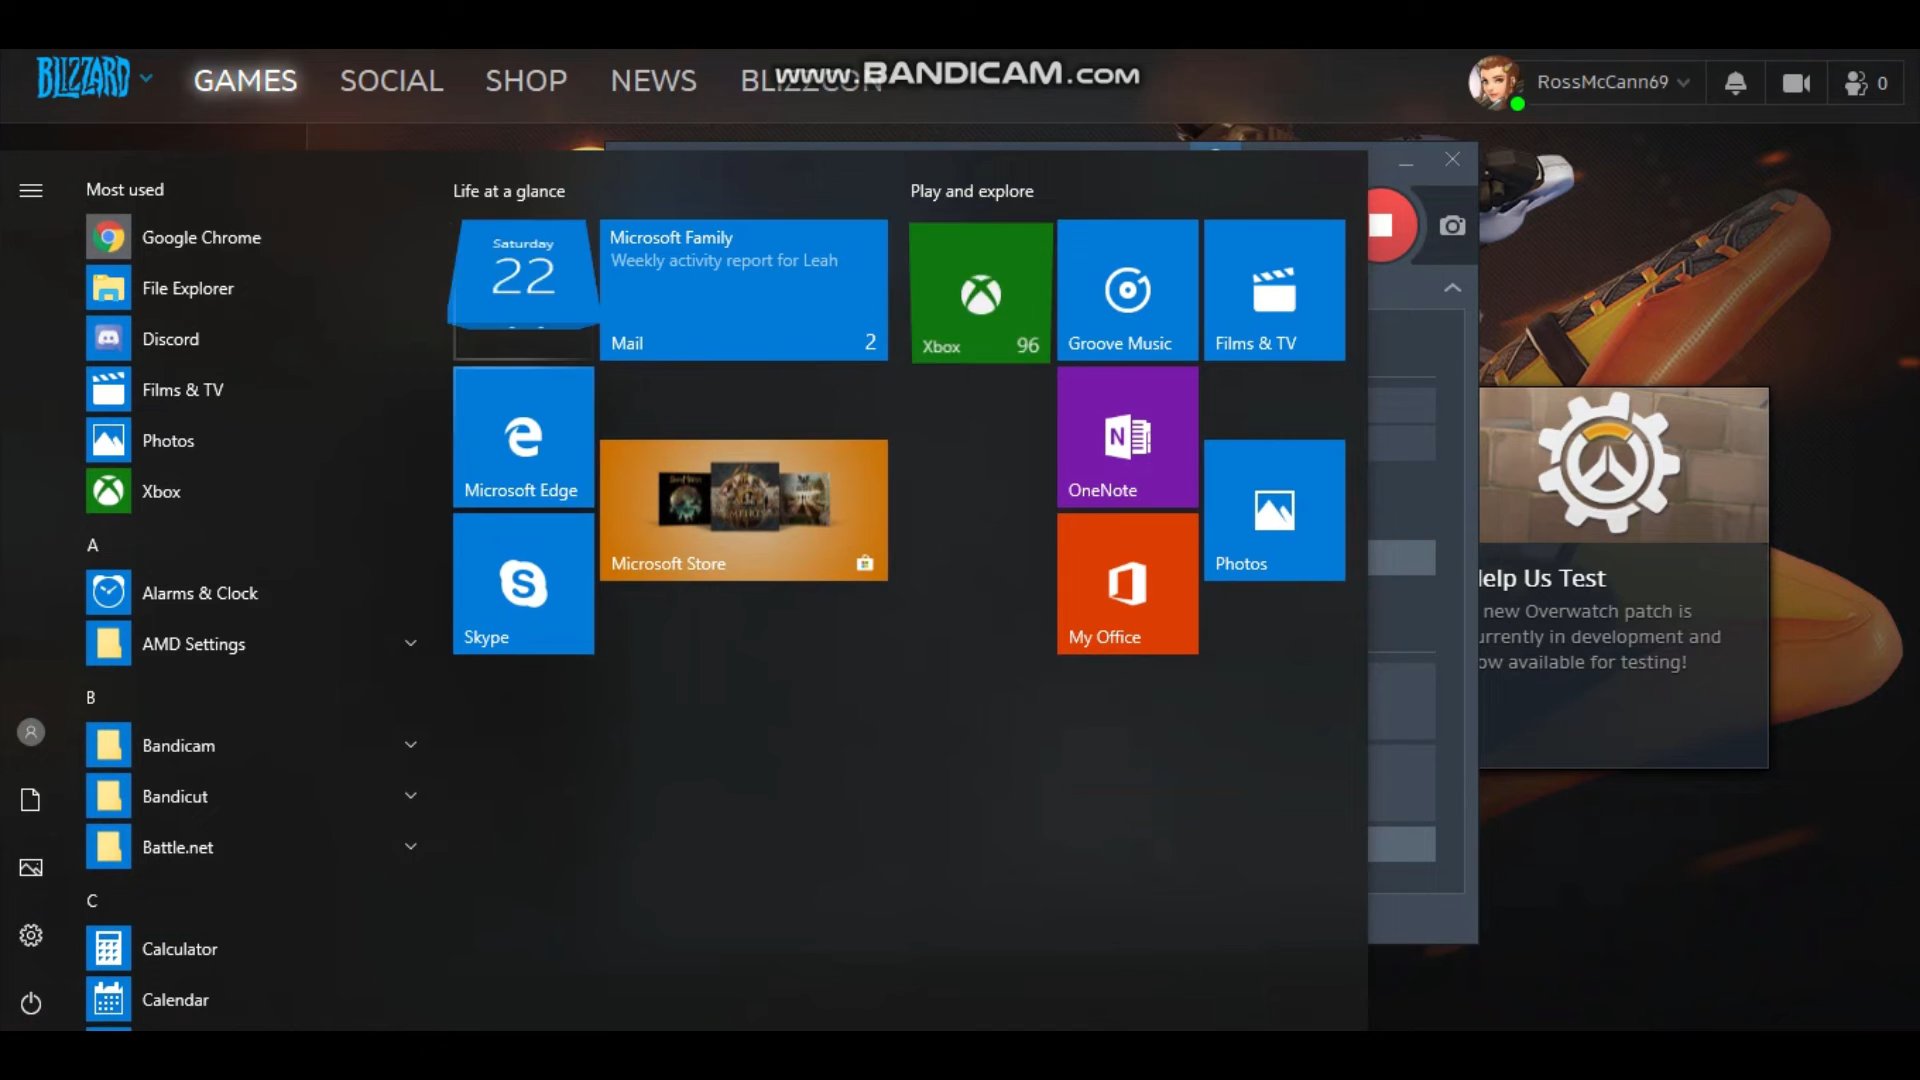 BLIZZARD
GAMES
SOCIAL
SHOP
NEWS
BLIZZCON
www.BANDICAM.com
RossMcCann69
0
Most used
Google Chrome
File Explorer
Discord
Films & TV
Photos
Xbox
A
Alarms & Clock
AMD Settings
B
Bandicam
Bandicut
Battle.net
C
Calculator
Calendar
Life at a glance
Saturday
22
Microsoft Family
Weekly activity report for Leah
Mail
2
Microsoft Edge
Microsoft Store
Skype
Play and explore
Xbox
96
Groove Music
Films & TV
OneNote
Photos
My Office
elp Us Test
new Overwatch patch is
urrently in development and
ow available for testing!